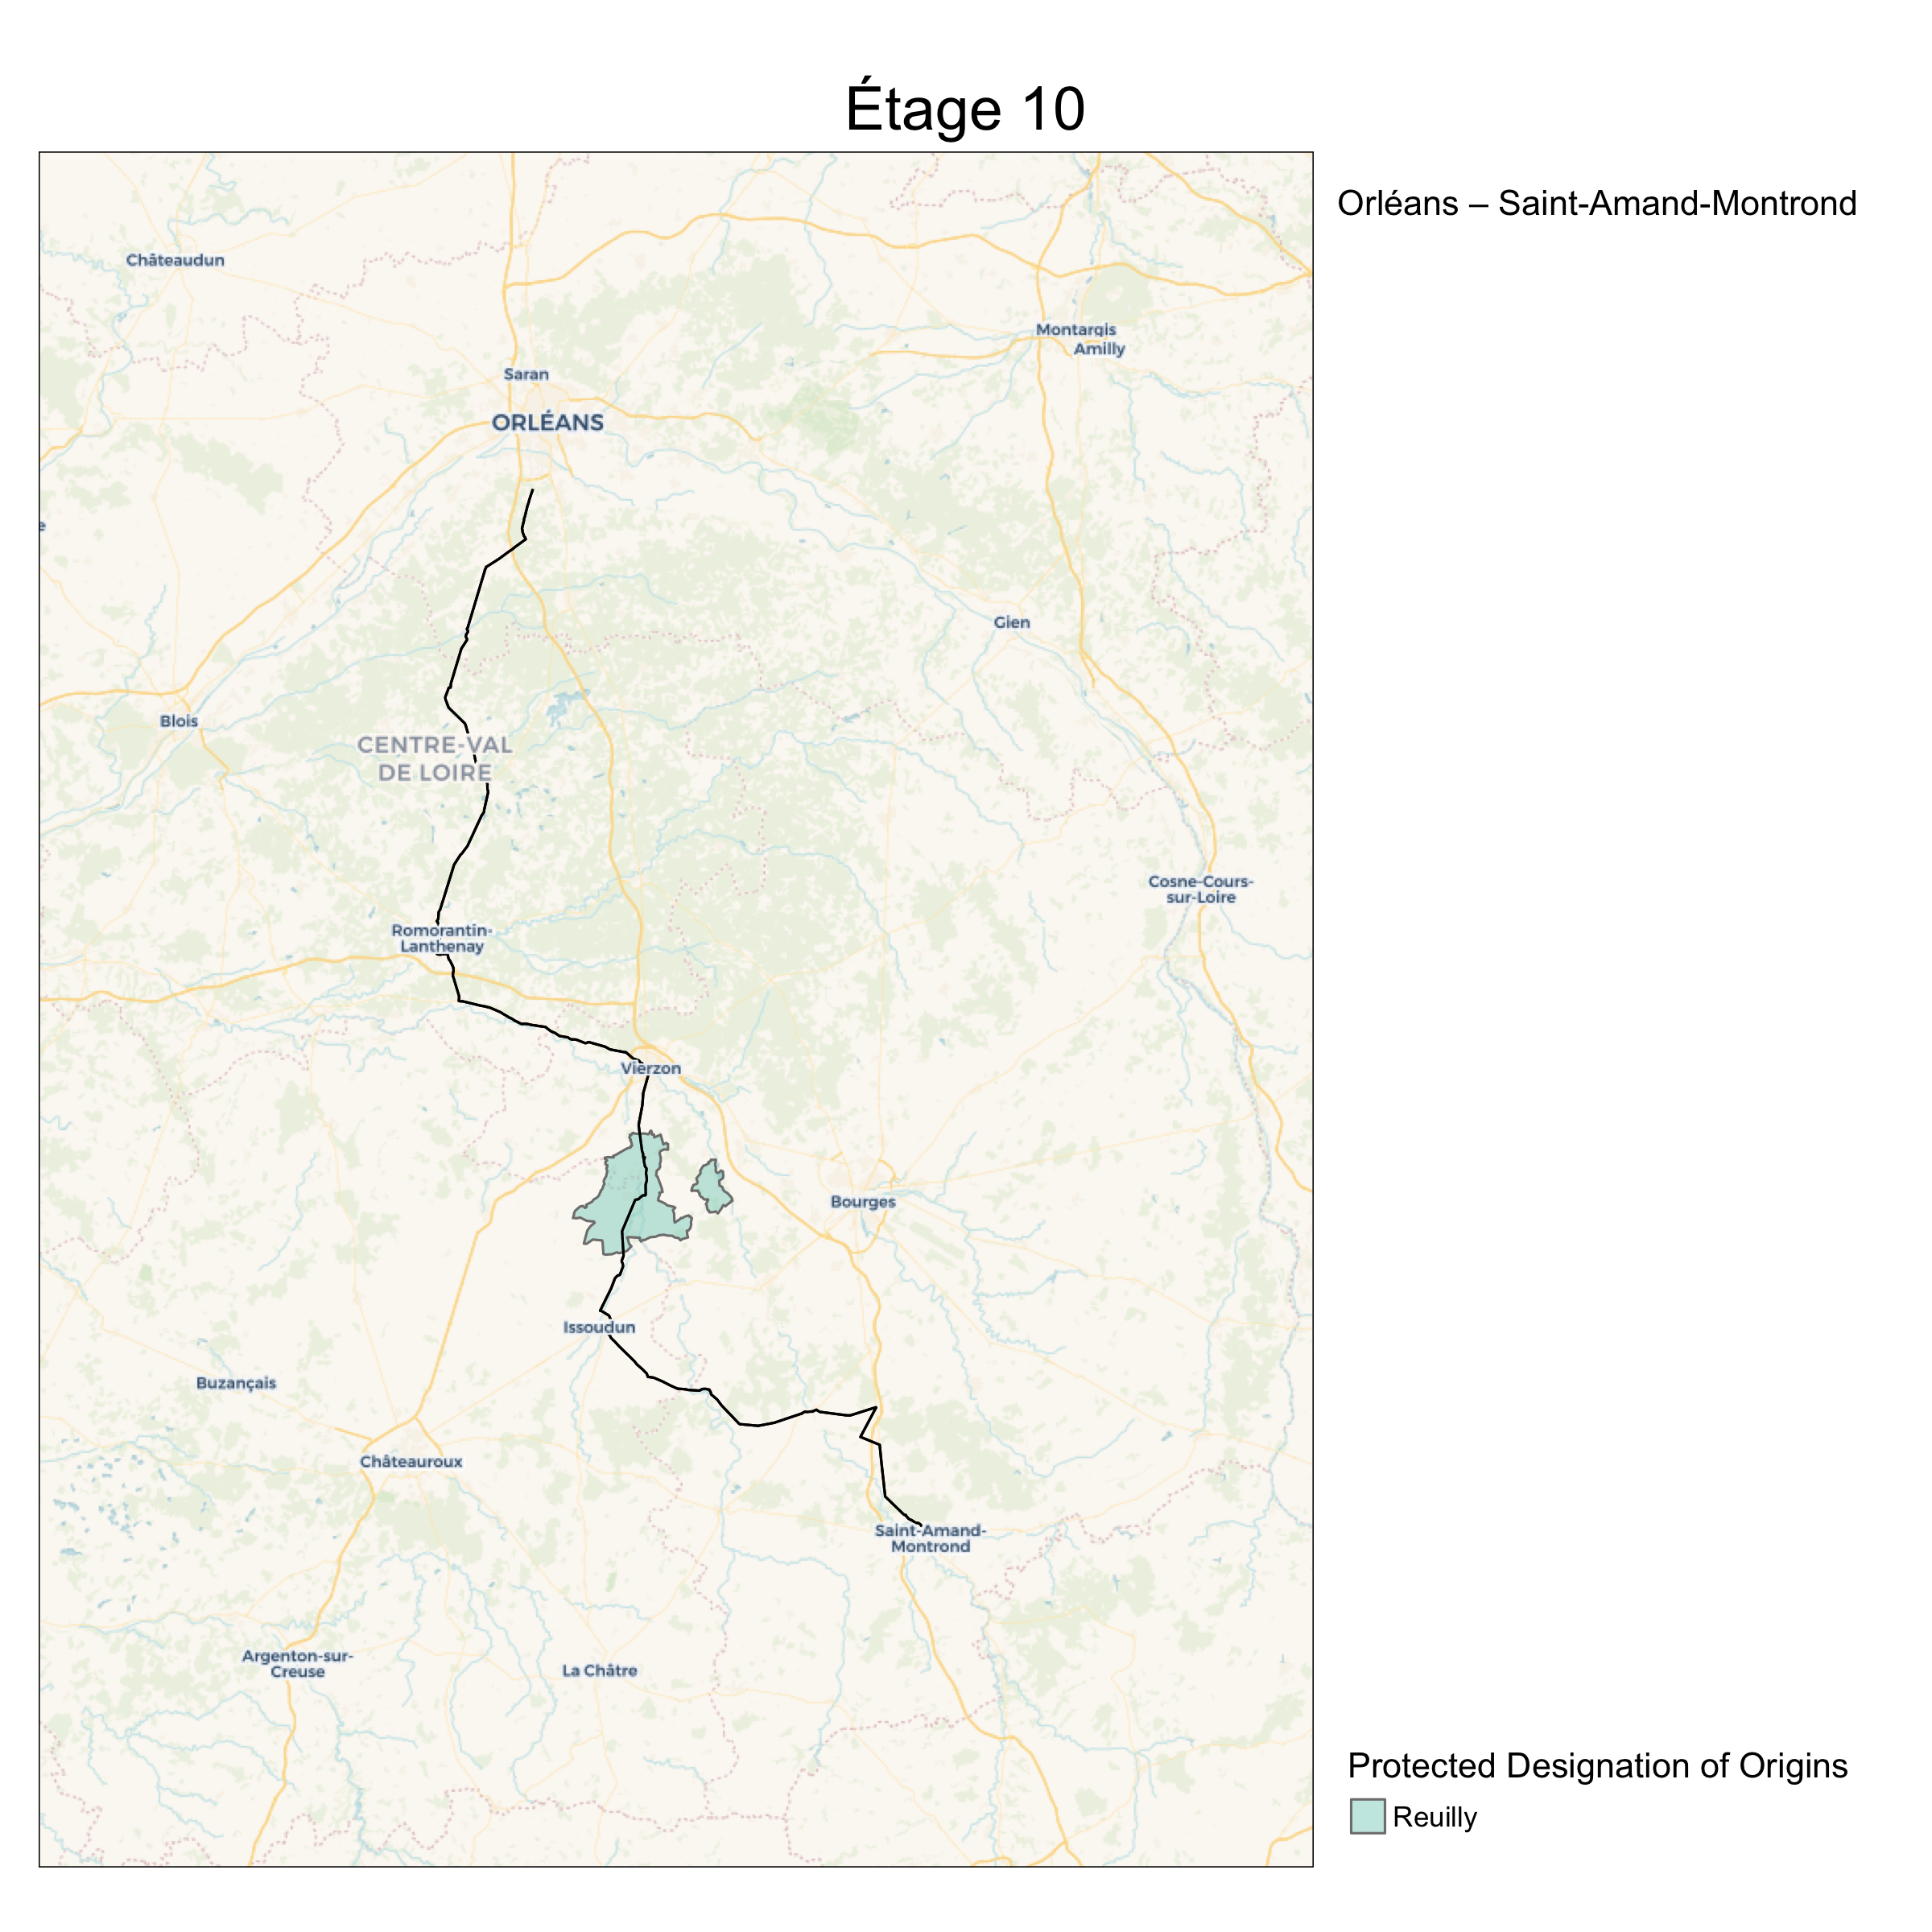 Étage 10
Orléans – Saint-Amand-Montrond
Châteaudun
Montargis
Amilly
Saran
ORLÉANS
e
Gien
Blois
CENTRE-VAL
DE LOIRE
Cosne-Cours-
sur-Loire
Romorantin-
Lanthenay
Vierzon
Bourges
Issoudun
Buzançais
Châteauroux
Saint-Amand-
Montrond
Argenton-sur-
Creuse
La Châtre
Protected Designation of Origins
Reuilly